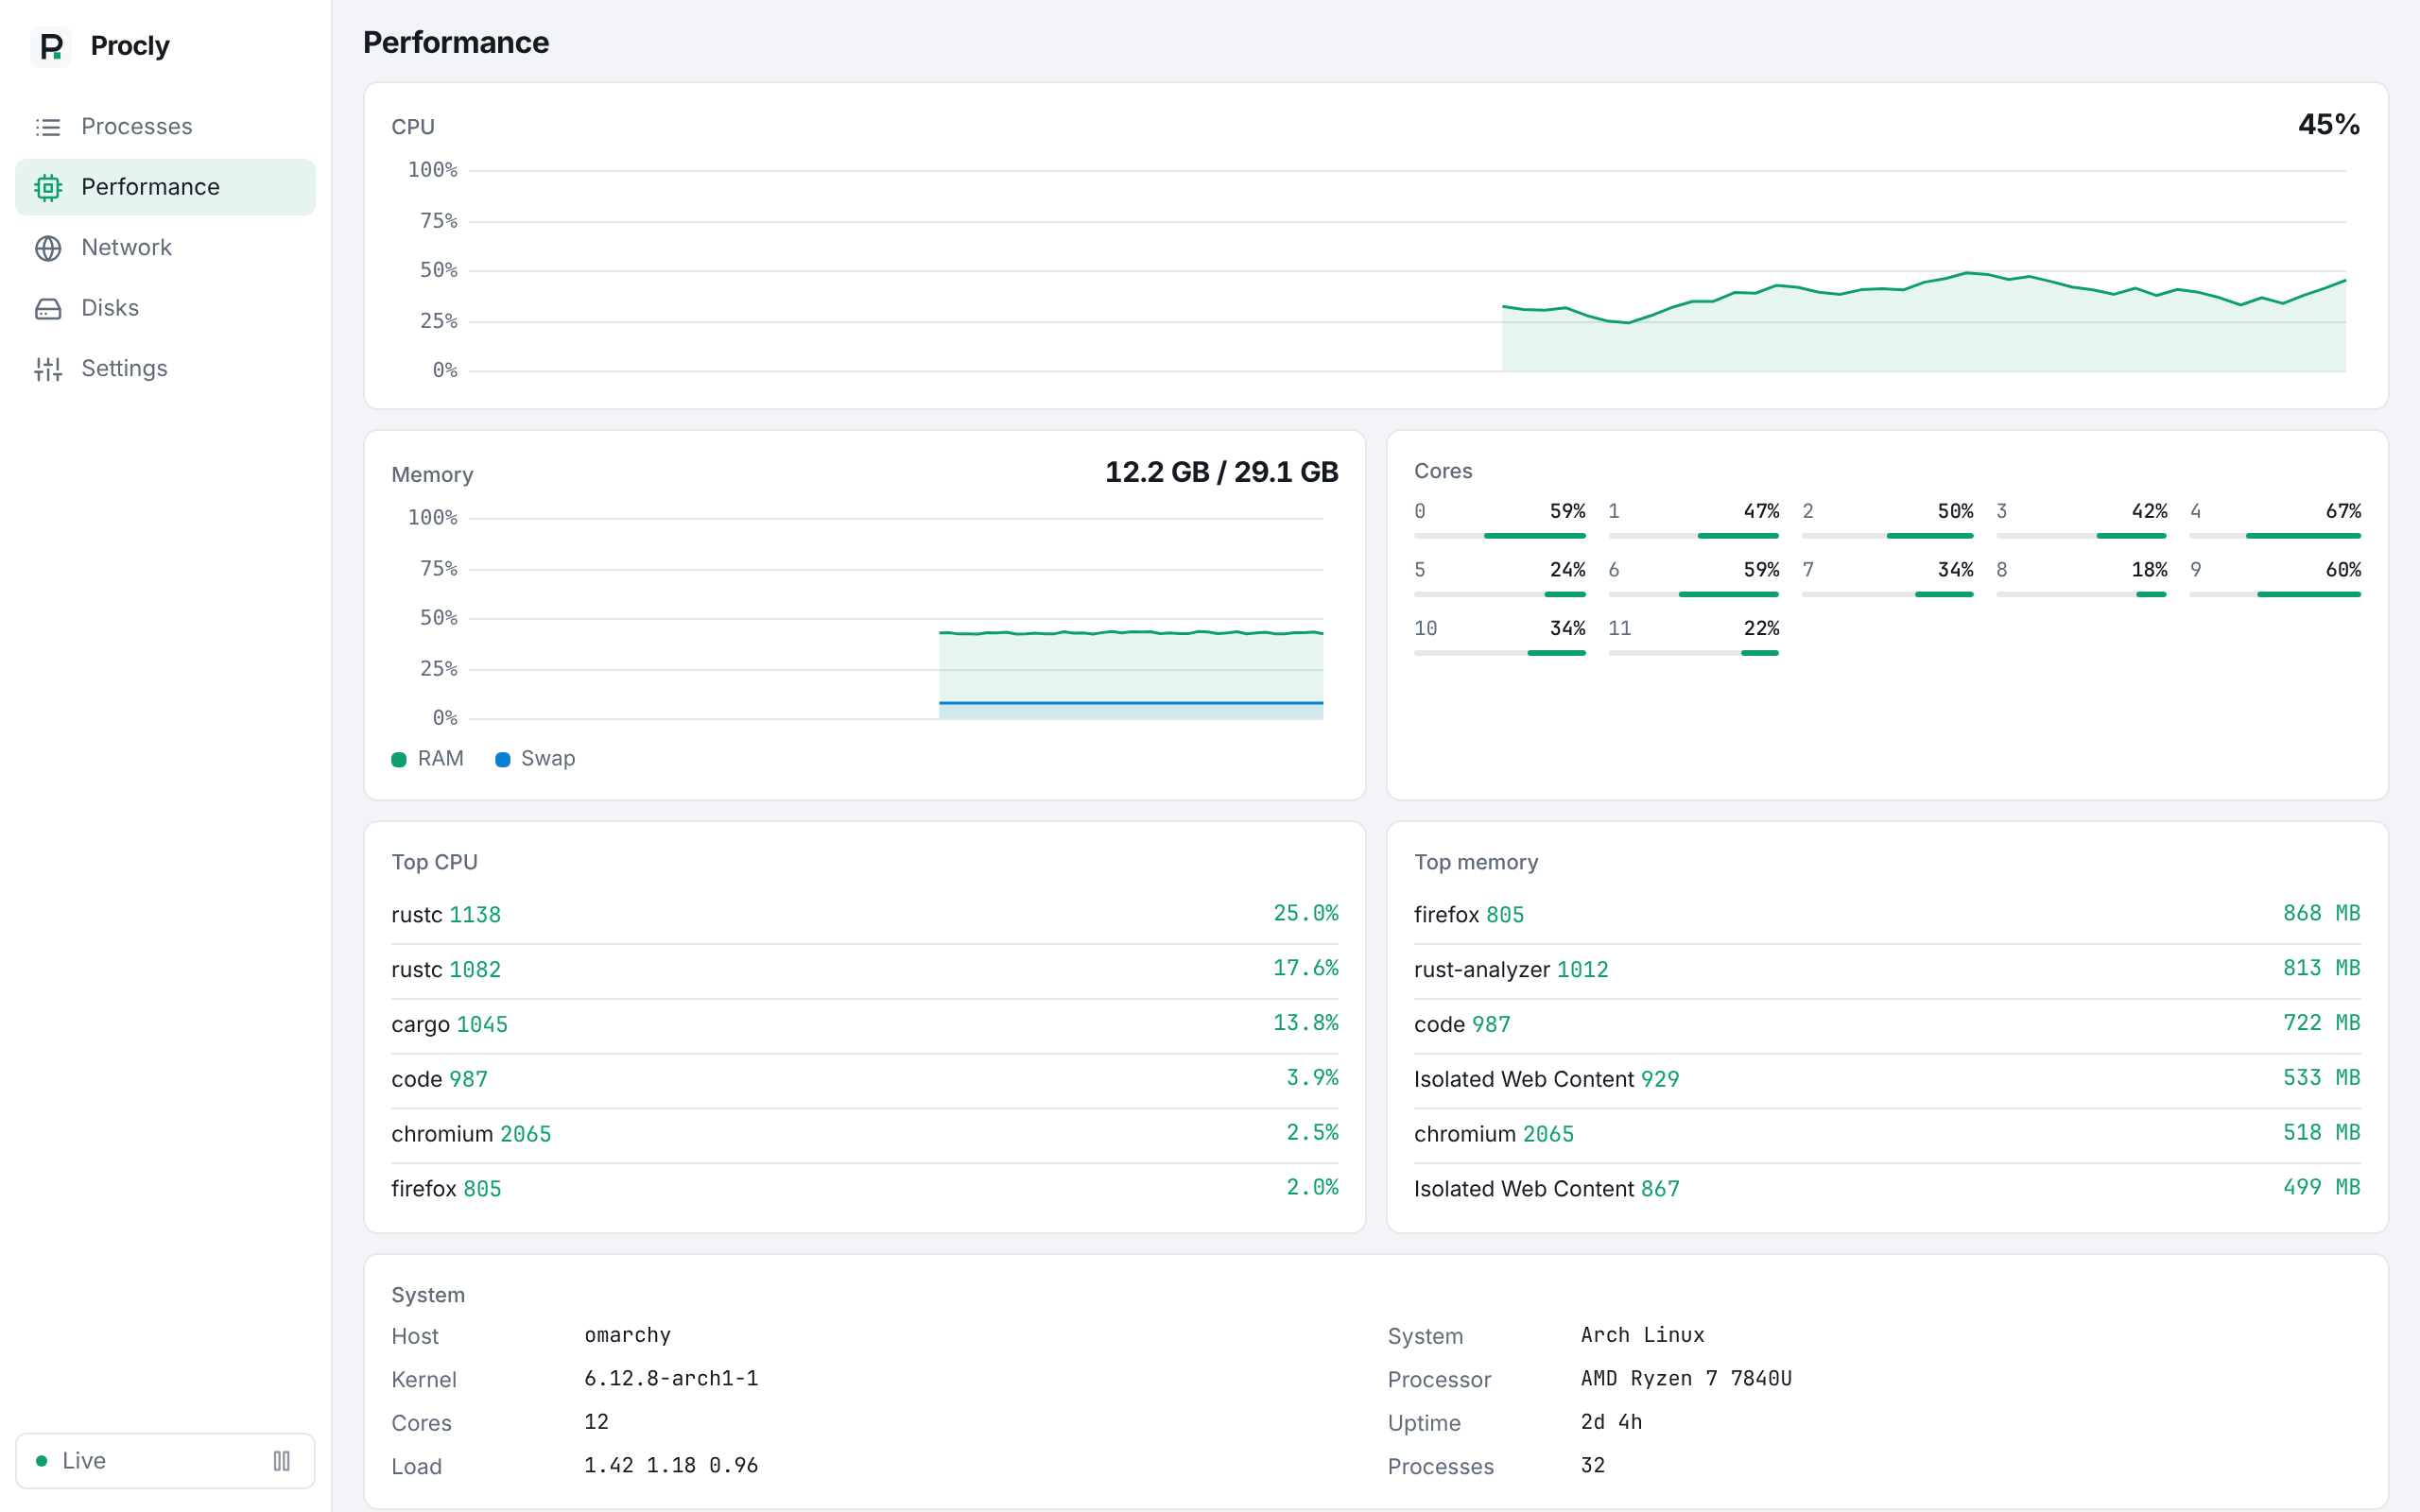 Procly
Processes
Performance
Network
Disks
Settings
Live
Performance
CPU
45%
100%
75%
50%
25%
0%
Memory
12.2 GB / 29.1 GB
100%
75%
50%
25%
0%
RAM Swap
Cores
0 59% 1 47% 2 50% 3 42% 4 67%
5 24% 6 59% 7 34% 8 18% 9 60%
10 34% 11 22%
Top CPU
rustc 1138 25.0%
rustc 1082 17.6%
cargo 1045 13.8%
code 987 3.9%
chromium 2065 2.5%
firefox 805 2.0%
Top memory
firefox 805 868 MB
rust-analyzer 1012 813 MB
code 987 722 MB
Isolated Web Content 929 533 MB
chromium 2065 518 MB
Isolated Web Content 867 499 MB
System
Host omarchy System Arch Linux
Kernel 6.12.8-arch1-1 Processor AMD Ryzen 7 7840U
Cores 12 Uptime 2d 4h
Load 1.42 1.18 0.96 Processes 32